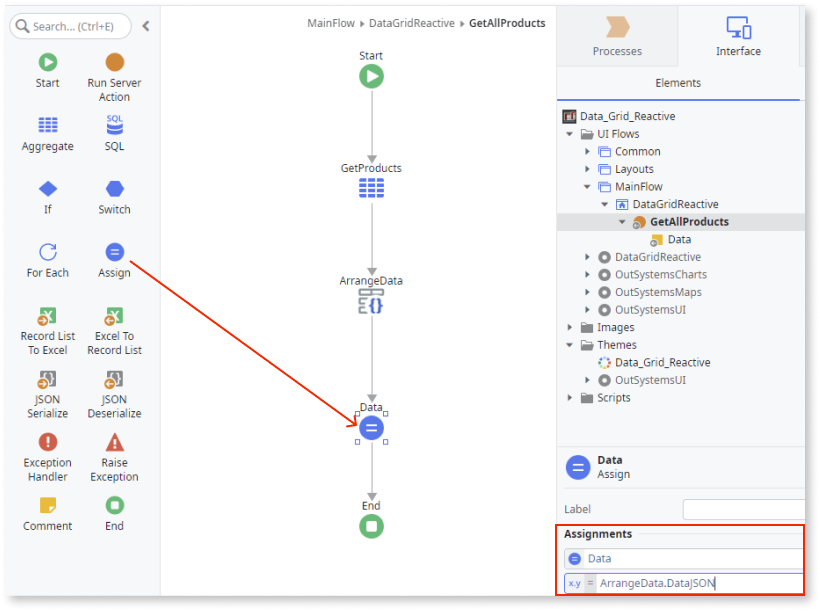 Search... (Ctrl+E)
Start
Run Server
Action
Aggregate
SQL
SQL
If
Switch
For Each
Assign
Record List
To Excel
Excel To
Record List
JSON
Serialize
JSON
Deserialize
Exception
Handler
Raise
Exception
Comment
End
MainFlow DataGridReactive GetAllProducts
Start
GetProducts
ArrangeData
{}
Data
End
Processes
Interface
Elements
Data_Grid_Reactive
UI Flows
Common
Layouts
MainFlow
DataGridReactive
GetAllProducts
Data
DataGridReactive
OutSystemsCharts
OutSystemsMaps
OutSystemsUI
Images
Themes
Data_Grid_Reactive
OutSystemsUI
Scripts
Data
Assign
Label
Assignments
Data
x.y = ArrangeData.DataJSON